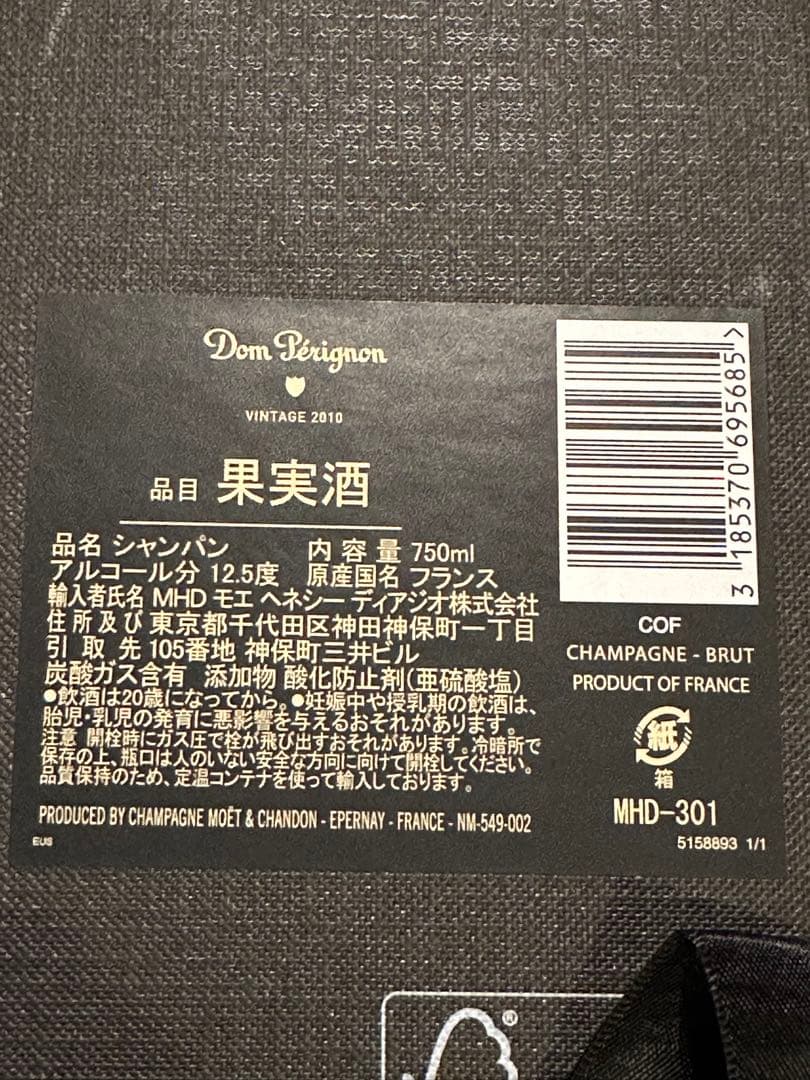 Dom Pérignon
VINTAGE 2010
品目 果実酒
品名 シャンパン 内容量 750ml
アルコール分 12.5度 原産国名 フランス
輸入者氏名 MHD モエ ヘネシー ディアジオ株式会社
住所及び 東京都千代田区神田神保町一丁目
引取先 105番地 神保町三井ビル
炭酸ガス含有 添加物 酸化防止剤(亜硫酸塩)
●飲酒は20歳になってから。●妊娠中や授乳期の飲酒は、
胎児・乳児の発育に悪影響を与えるおそれがあります。
注意 開栓時にガス圧で栓が飛び出すおそれがあります。冷暗所で
保存の上、瓶口は人のいない安全な方向に向けて開栓してください。
品質保持のため、定温コンテナを使って輸入しております。
PRODUCED BY CHAMPAGNE MOËT & CHANDON - EPERNAY - FRANCE - NM-549-002
EUS
3 185370 695685 >
COF
CHAMPAGNE - BRUT
PRODUCT OF FRANCE
紙
箱
MHD-301
5158893 1/1
®